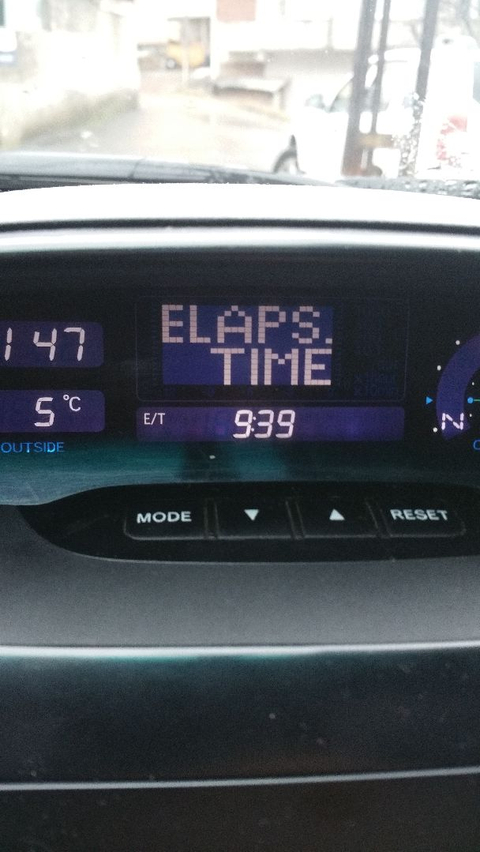 ELAPS.
TIME
1 47
5 °C
E/T 9:39
N
OUTSIDE
MODE ▼ ▲ RESET